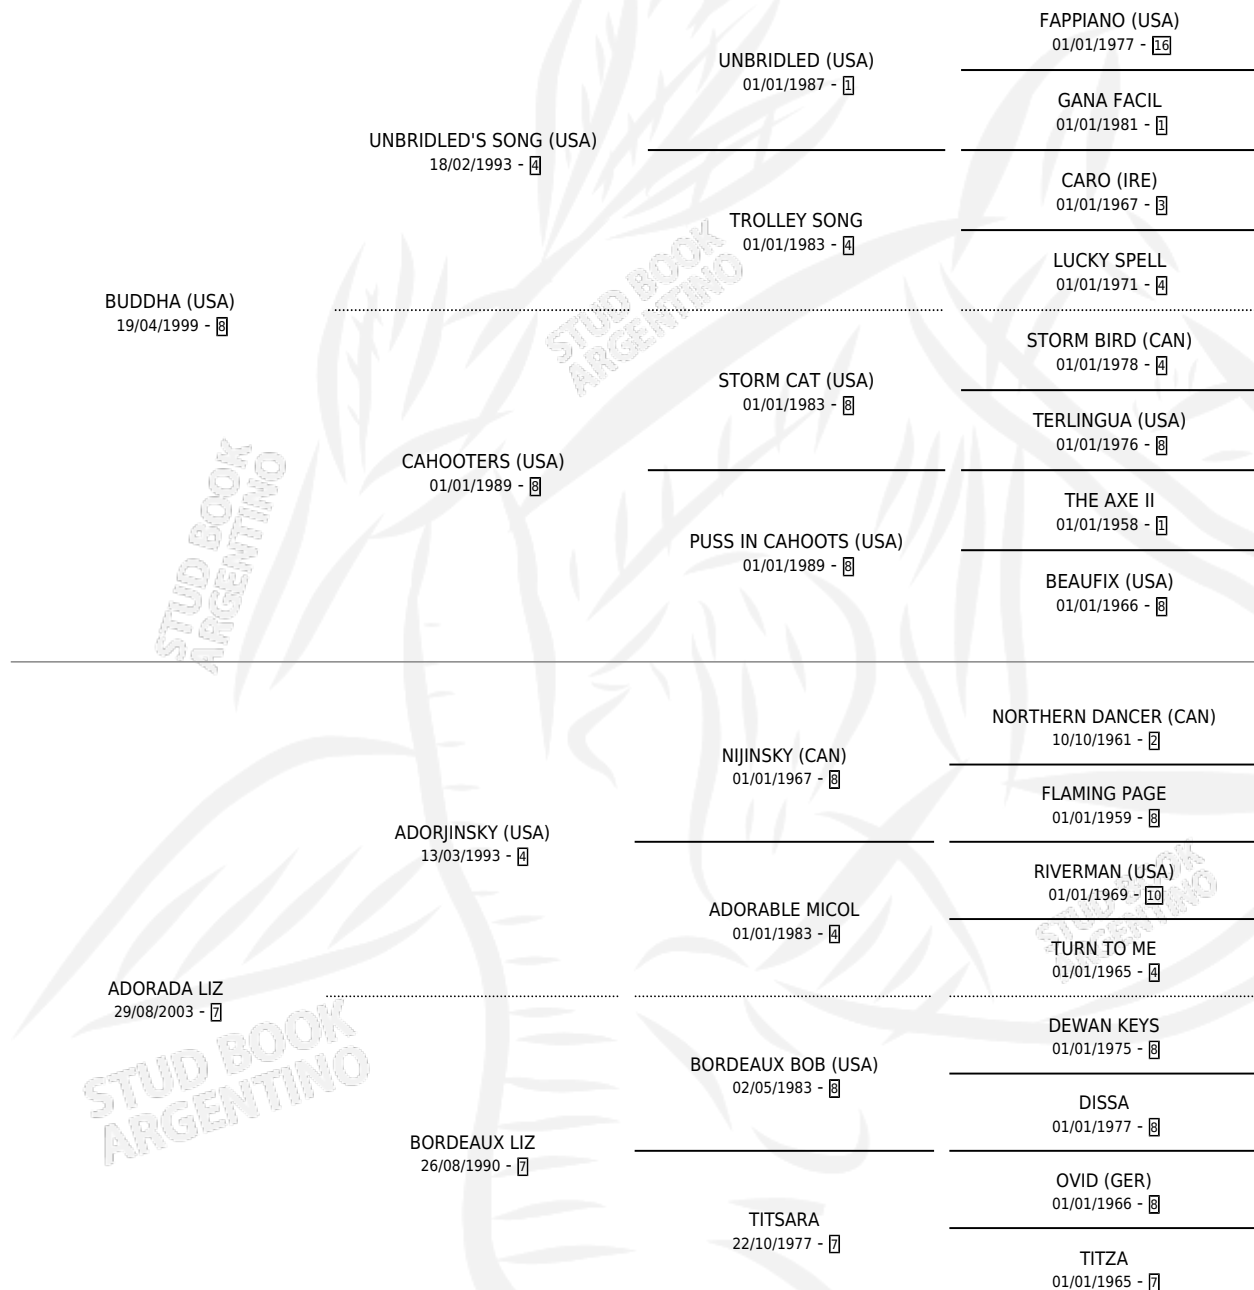 FAPPIANO (USA)
01/01/1977 - 16
UNBRIDLED (USA)
01/01/1987 - 1
GANA FACIL
01/01/1981 - 1
UNBRIDLED'S SONG (USA)
18/02/1993 - 4
CARO (IRE)
01/01/1967 - 3
TROLLEY SONG
01/01/1983 - 4
LUCKY SPELL
01/01/1971 - 4
BUDDHA (USA)
19/04/1999 - 8
STORM BIRD (CAN)
01/01/1978 - 4
STORM CAT (USA)
01/01/1983 - 8
TERLINGUA (USA)
01/01/1976 - 8
CAHOOTERS (USA)
01/01/1989 - 8
THE AXE II
01/01/1958 - 1
PUSS IN CAHOOTS (USA)
01/01/1989 - 8
BEAUFIX (USA)
01/01/1966 - 8
NORTHERN DANCER (CAN)
10/10/1961 - 2
NIJINSKY (CAN)
01/01/1967 - 8
FLAMING PAGE
01/01/1959 - 8
ADORJINSKY (USA)
13/03/1993 - 4
RIVERMAN (USA)
01/01/1969 - 10
ADORABLE MICOL
01/01/1983 - 4
TURN TO ME
01/01/1965 - 4
ADORADA LIZ
29/08/2003 - 7
DEWAN KEYS
01/01/1975 - 8
BORDEAUX BOB (USA)
02/05/1983 - 8
DISSA
01/01/1977 - 8
BORDEAUX LIZ
26/08/1990 - 7
OVID (GER)
01/01/1966 - 8
TITSARA
22/10/1977 - 7
TITZA
01/01/1965 - 7
STUD BOOK
ARGENTINO
STUD BOOK
ARGENTINO
STUD BOOK
ARGENTINO
STUD BOOK
ARGENTINO